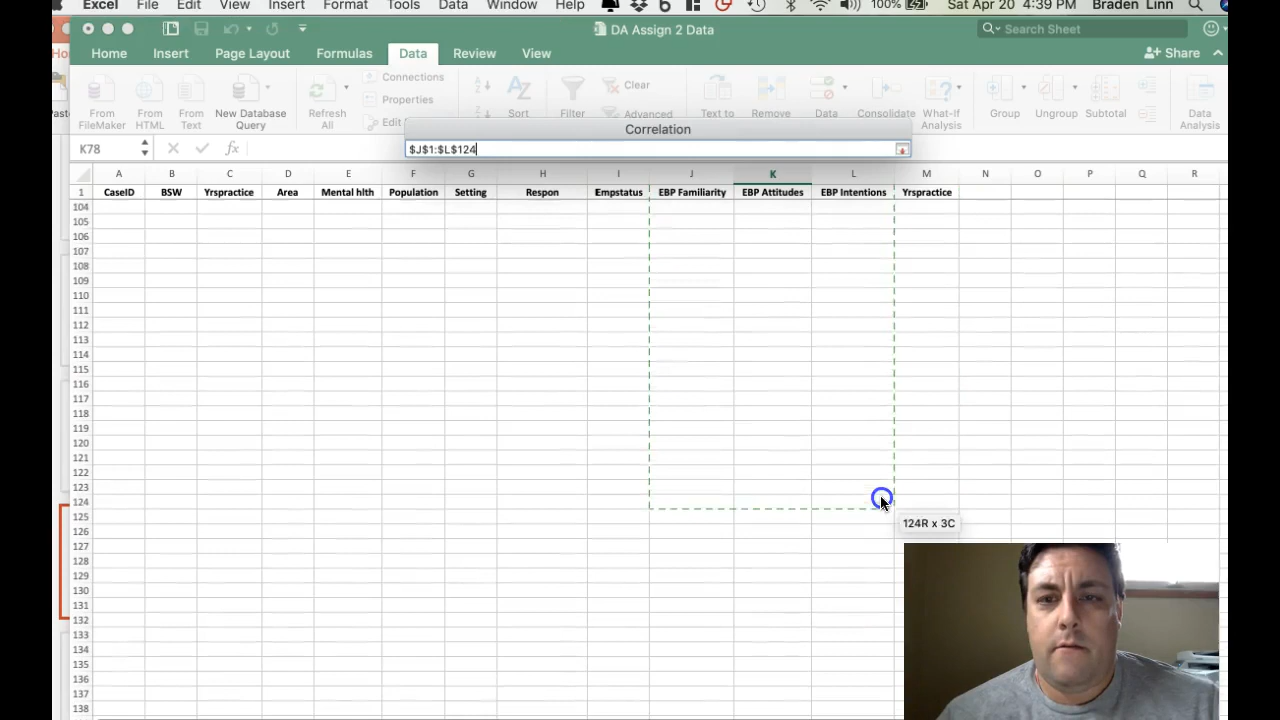 Excel File Edit View Insert Format Tools Data Window Help 100% Sat Apr 20 4:39 PM Braden Linn
DA Assign 2 Data
Search Sheet
Home Insert Page Layout Formulas Data Review View
Share
From FileMaker
From HTML
From Text
New Database Query
Refresh All
Connections
Properties
Edit
Sort
Filter
Clear
Advanced
Text to
Remove
Data
Consolidate
What-If Analysis
Group
Ungroup
Subtotal
Data Analysis
Correlation
K78 fx
$J$1:$L$124
A B C D E F G H I J K L M N O P Q R
1 CaseID BSW Yrspractice Area Mental hlth Population Setting Respon Empstatus EBP Familiarity EBP Attitudes EBP Intentions Yrspractice
104
105
106
107
108
109
110
111
112
113
114
115
116
117
118
119
120
121
122
123
124
125
126
127
128
129
130
131
132
133
134
135
136
137
138
124R x 3C